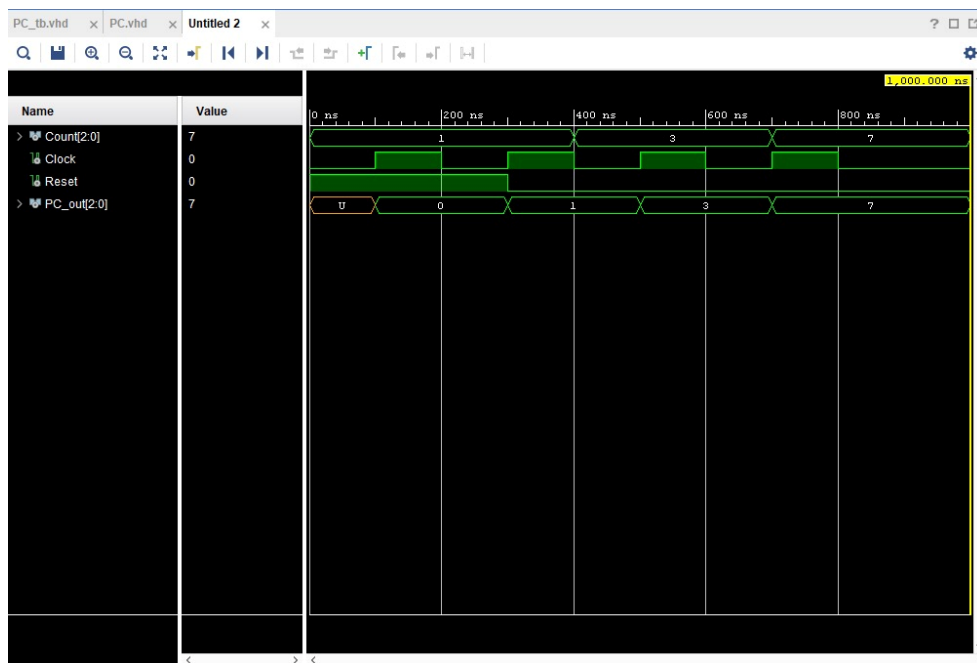 PC_tb.vhd × PC.vhd × Untitled 2 ×
1,000.000 ns
Name Value
0 ns 200 ns 400 ns 600 ns 800 ns
Count[2:0] 7 1 3 7
Clock 0
Reset 0
PC_out[2:0] 7 U 0 1 3 7